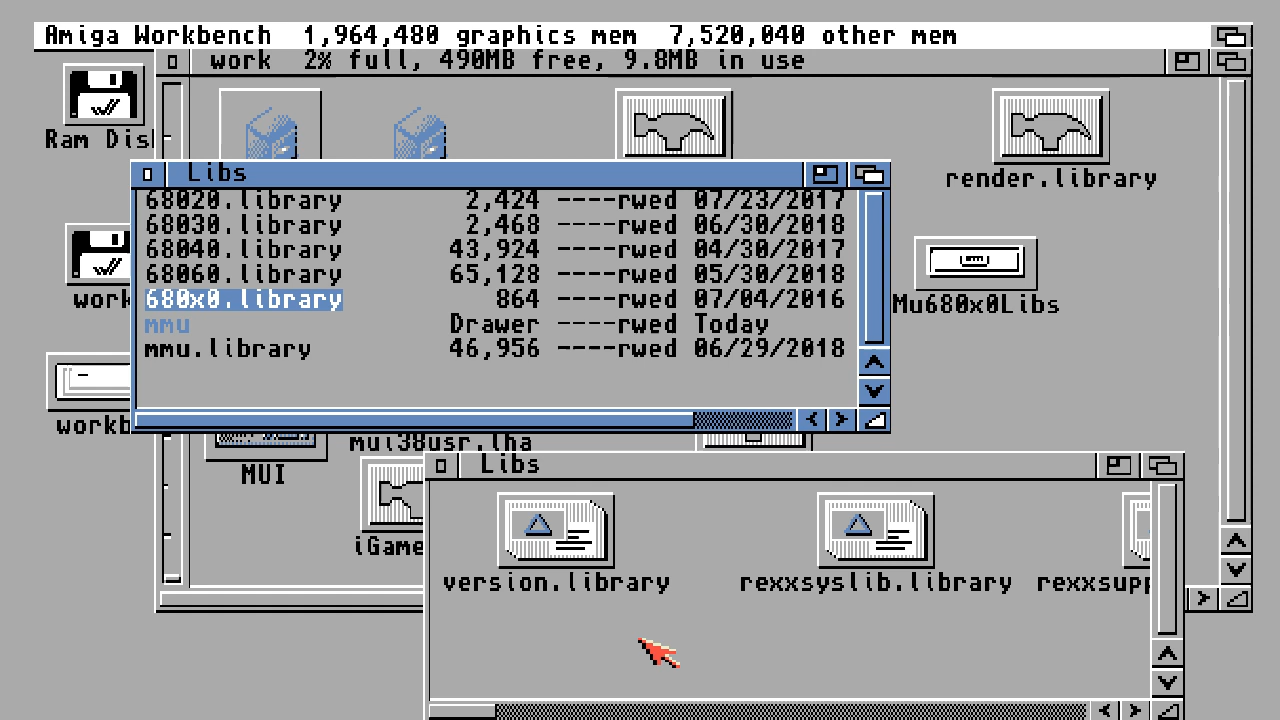 Amiga Workbench 1,964,480 graphics mem 7,520,040 other mem
work 2% full, 490MB free, 9.8MB in use
Ram Dis
render.library
Libs
68020.library 2,424 ----rwed 07/23/2017
68030.library 2,468 ----rwed 06/30/2018
68040.library 43,924 ----rwed 04/30/2017
68060.library 65,128 ----rwed 05/30/2018
680x0.library 864 ----rwed 07/04/2016
mmu Drawer ----rwed Today
mmu.library 46,956 ----rwed 06/29/2018
work
Mu680x0Libs
workb
mui38usr.lha
MUI
iGame
Libs
version.library
rexxsyslib.library
rexxsupp